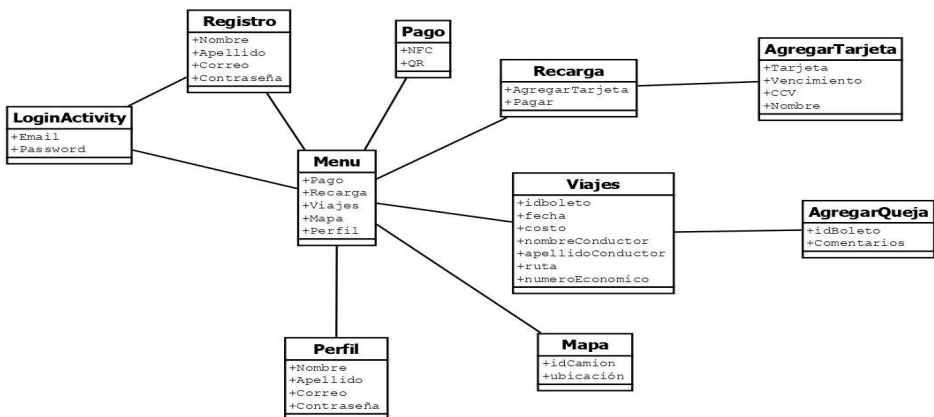 Registro
+Nombre
+Apellido
+Correo
+Contraseña
Pago
+NFC
+QR
Recarga
+AgregarTarjeta
+Pagar
AgregarTarjeta
+Tarjeta
+Vencimiento
+CCV
+Nombre
LoginActivity
+Email
+Password
Menu
+Pago
+Recarga
+Viajes
+Mapa
+Perfil
Viajes
+idboleto
+fecha
+costo
+nombreConductor
+apellidoConductor
+ruta
+numeroEconomico
AgregarQueja
+idBoleto
+Comentarios
Perfil
+Nombre
+Apellido
+Correo
+Contraseña
Mapa
+idCamion
+ubicación